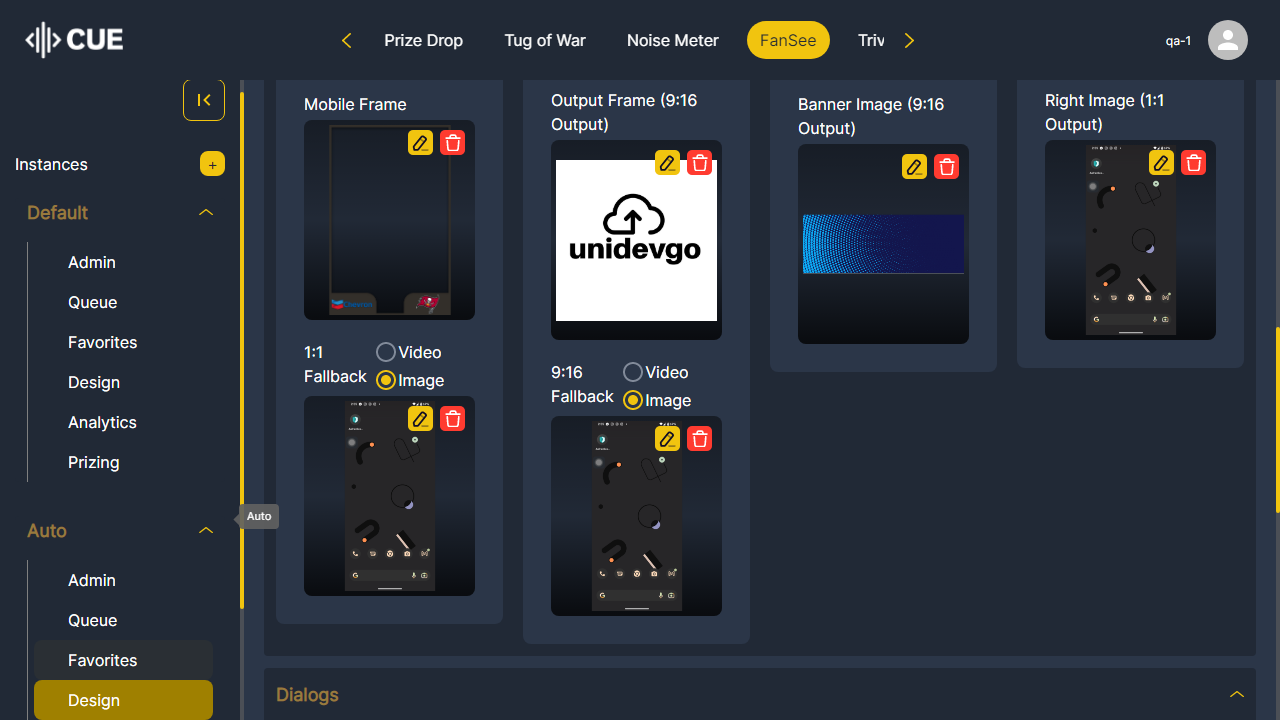 CUE
Prize Drop
Tug of War
Noise Meter
FanSee
Triv
qa-1
Instances
+
Default
Admin
Queue
Favorites
Design
Analytics
Prizing
Auto
Auto
Admin
Queue
Favorites
Design
Mobile Frame
1:1
Fallback
Video
Image
Output Frame (9:16
Output)
unidevgo
9:16
Fallback
Video
Image
Banner Image (9:16
Output)
Right Image (1:1
Output)
Dialogs